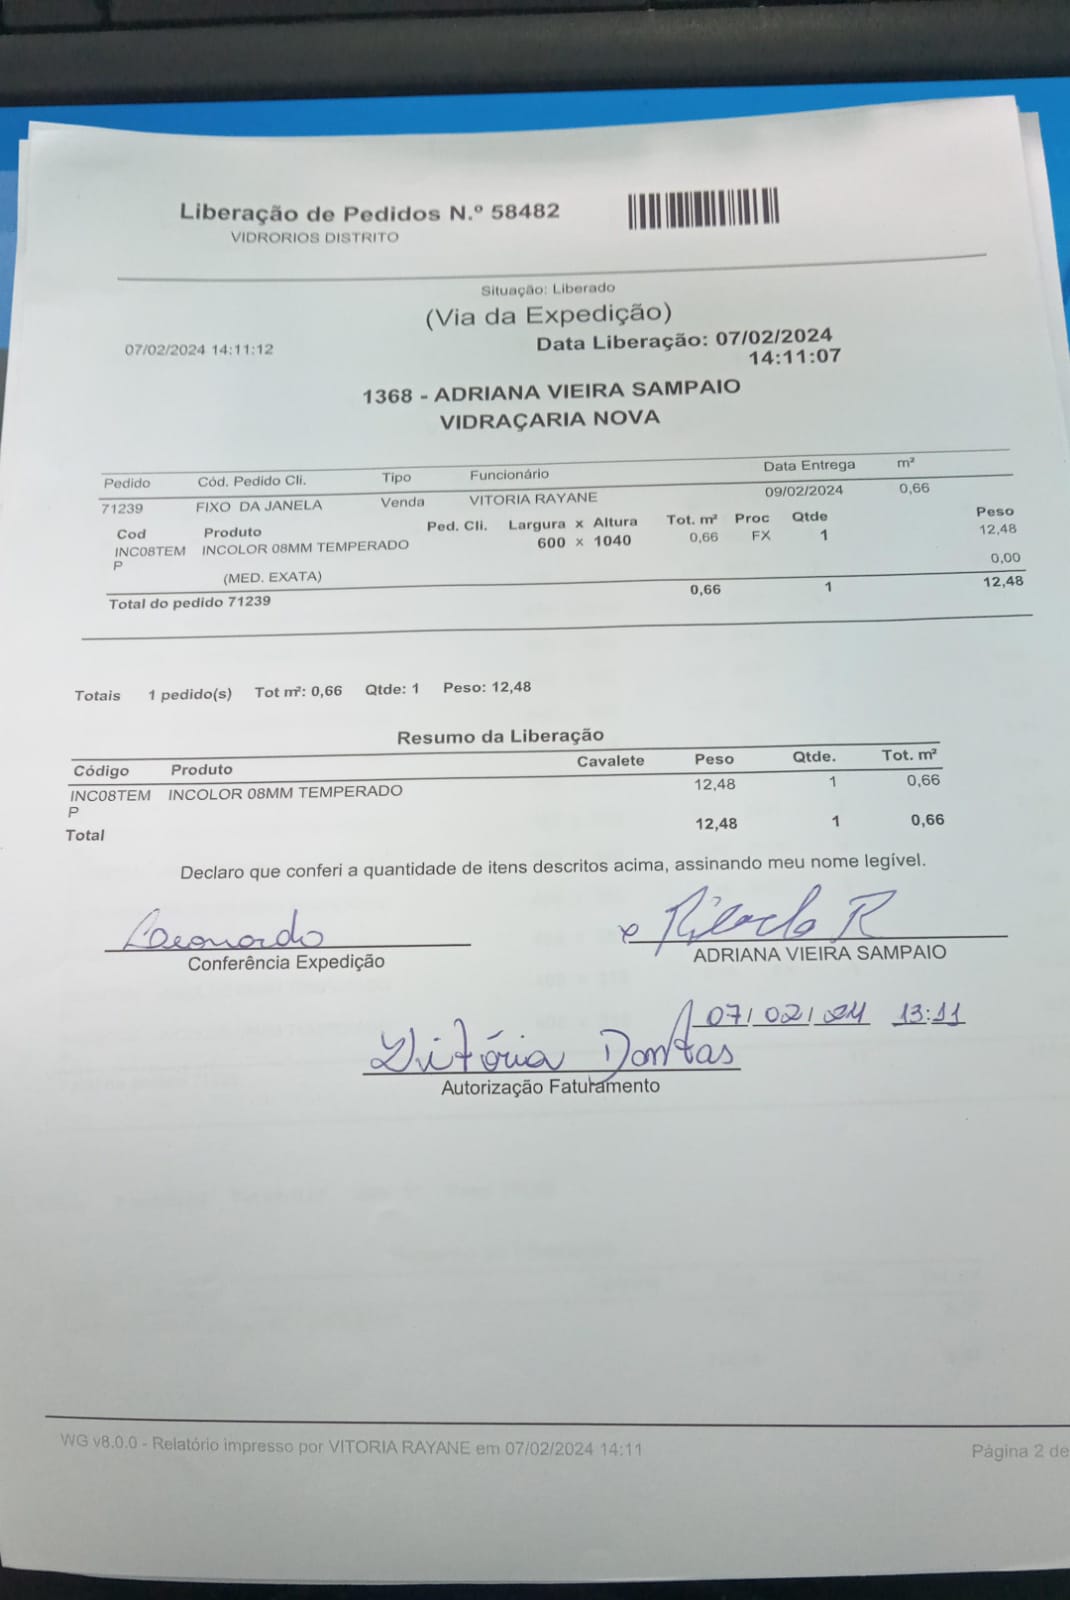 Liberação de Pedidos N.º 58482
VIDRORIOS DISTRITO
Situação: Liberado
(Via da Expedição)
07/02/2024 14:11:12
Data Liberação: 07/02/2024
14:11:07
1368 - ADRIANA VIEIRA SAMPAIO
VIDRAÇARIA NOVA
Pedido Cód. Pedido Cli. Tipo Funcionário Data Entrega m²
71239 FIXO DA JANELA Venda VITORIA RAYANE 09/02/2024 0,66
Cod Produto Ped. Cli. Largura x Altura Tot. m² Proc Qtde Peso
INC08TEM INCOLOR 08MM TEMPERADO 600 x 1040 0,66 FX 1 12,48
P
(MED. EXATA) 0,00
Total do pedido 71239 0,66 1 12,48
Totais 1 pedido(s) Tot m²: 0,66 Qtde: 1 Peso: 12,48
Resumo da Liberação
Código Produto Cavalete Peso Qtde. Tot. m²
INC08TEM INCOLOR 08MM TEMPERADO 12,48 1 0,66
P
Total 12,48 1 0,66
Declaro que conferi a quantidade de itens descritos acima, assinando meu nome legível.
Leonardo
Conferência Expedição
x Ricardo R
ADRIANA VIEIRA SAMPAIO
07/02/24 13:11
Vitória Dantas
Autorização Faturamento
WG v8.0.0 - Relatório impresso por VITORIA RAYANE em 07/02/2024 14:11
Página 2 de